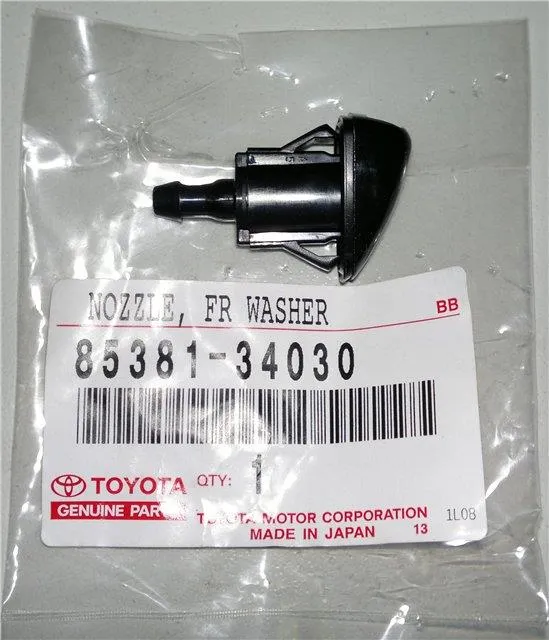 NOZZLE, FR WASHER BB
85381-34030
TOYOTA QTY: 1
GENUINE PARTS
TOYOTA MOTOR CORPORATION 1L08
MADE IN JAPAN 13